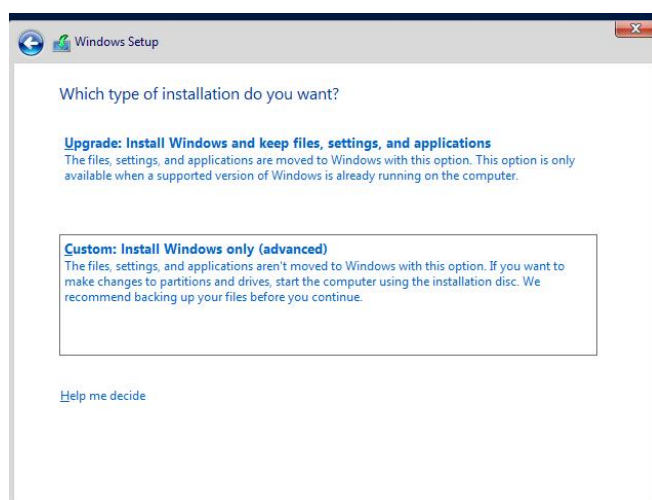 Windows Setup
Which type of installation do you want?
Upgrade: Install Windows and keep files, settings, and applications
The files, settings, and applications are moved to Windows with this option. This option is only
available when a supported version of Windows is already running on the computer.
Custom: Install Windows only (advanced)
The files, settings, and applications aren't moved to Windows with this option. If you want to
make changes to partitions and drives, start the computer using the installation disc. We
recommend backing up your files before you continue.
Help me decide